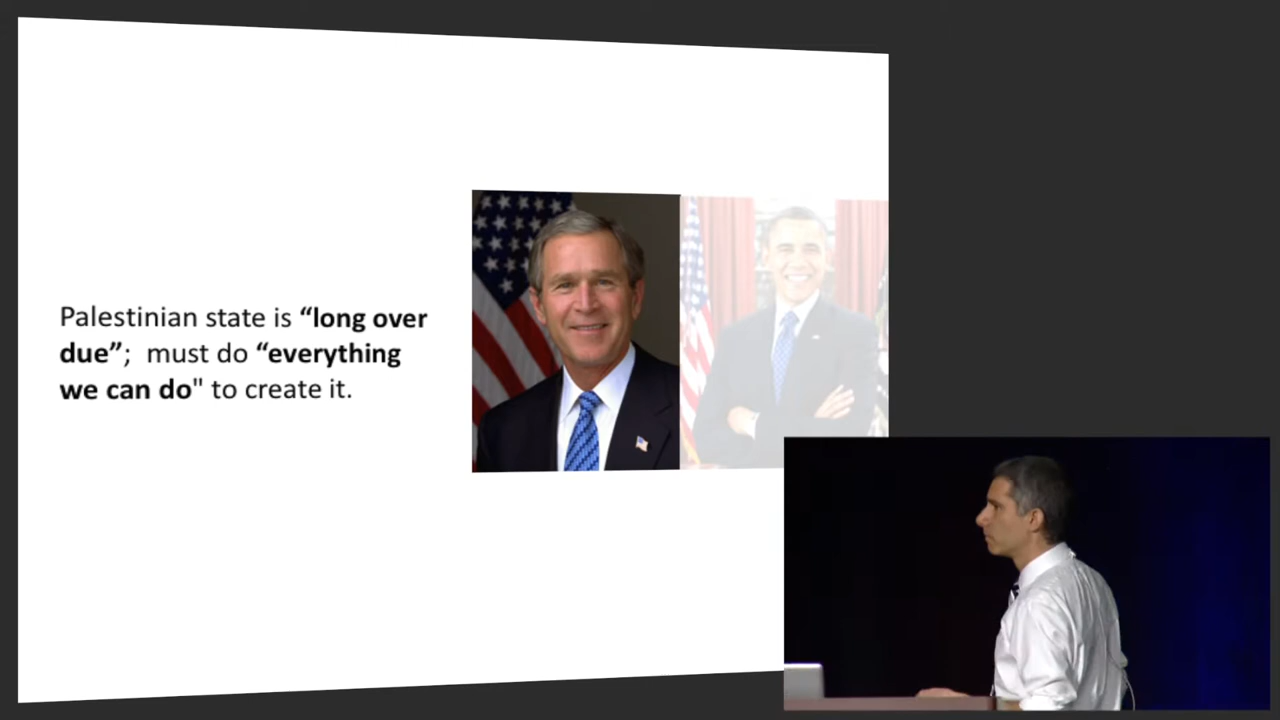 Palestinian state is “long over
due”;  must do “everything
we can do" to create it.